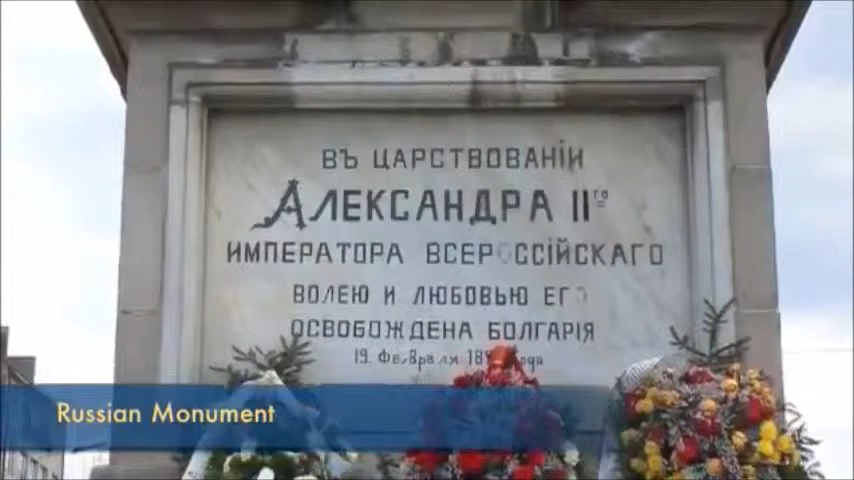 ВЪ ЦАРСТВОВАНІИ
АЛЕКСАНДРА IIго
ИМПЕРАТОРА ВСЕРОССІЙСКАГО
ВОЛЕЮ И ЛЮБОВЬЮ ЕГО
ОСВОБОЖДЕНА БОЛГАРІЯ
19. Февраля
Russian Monument